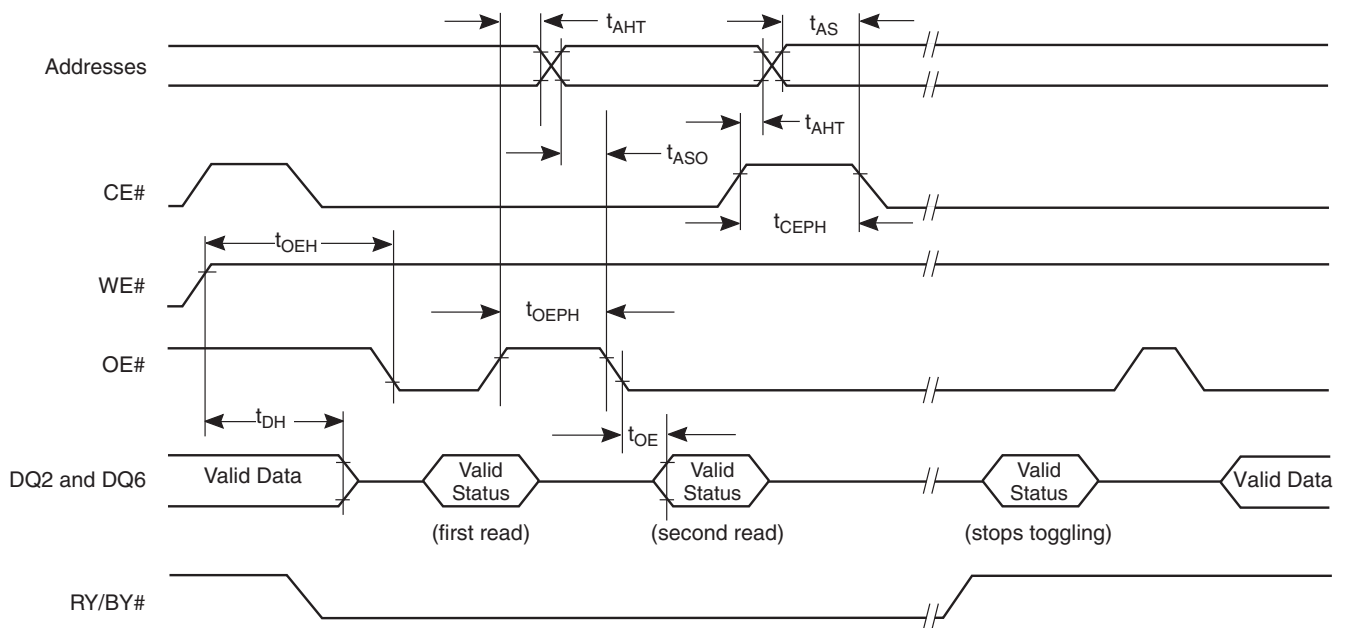 tAHT
tAS
Addresses
tAHT
tASO
CE#
tCEPH
tOEH
WE#
tOEPH
OE#
tDH
tOE
DQ2 and DQ6
Valid Data
Valid
Status
Valid
Status
Valid
Status
Valid Data
(first read)
(second read)
(stops toggling)
RY/BY#